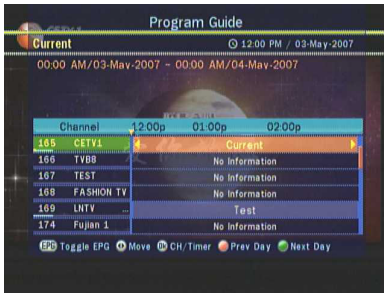 Program Guide
Current
12:00 PM / 03-May-2007
00:00 AM/03-May-2007 - 00:00 AM/04-May-2007
Channel 12:00p 01:00p 02:00p
165 CETV1 Current
166 TVB8 No Information
167 TEST No Information
168 FASHION TV No Information
169 LNTV ... Test
174 Fujian 1 No Information
EPG Toggle EPG Move OK CH/Timer Prev Day Next Day